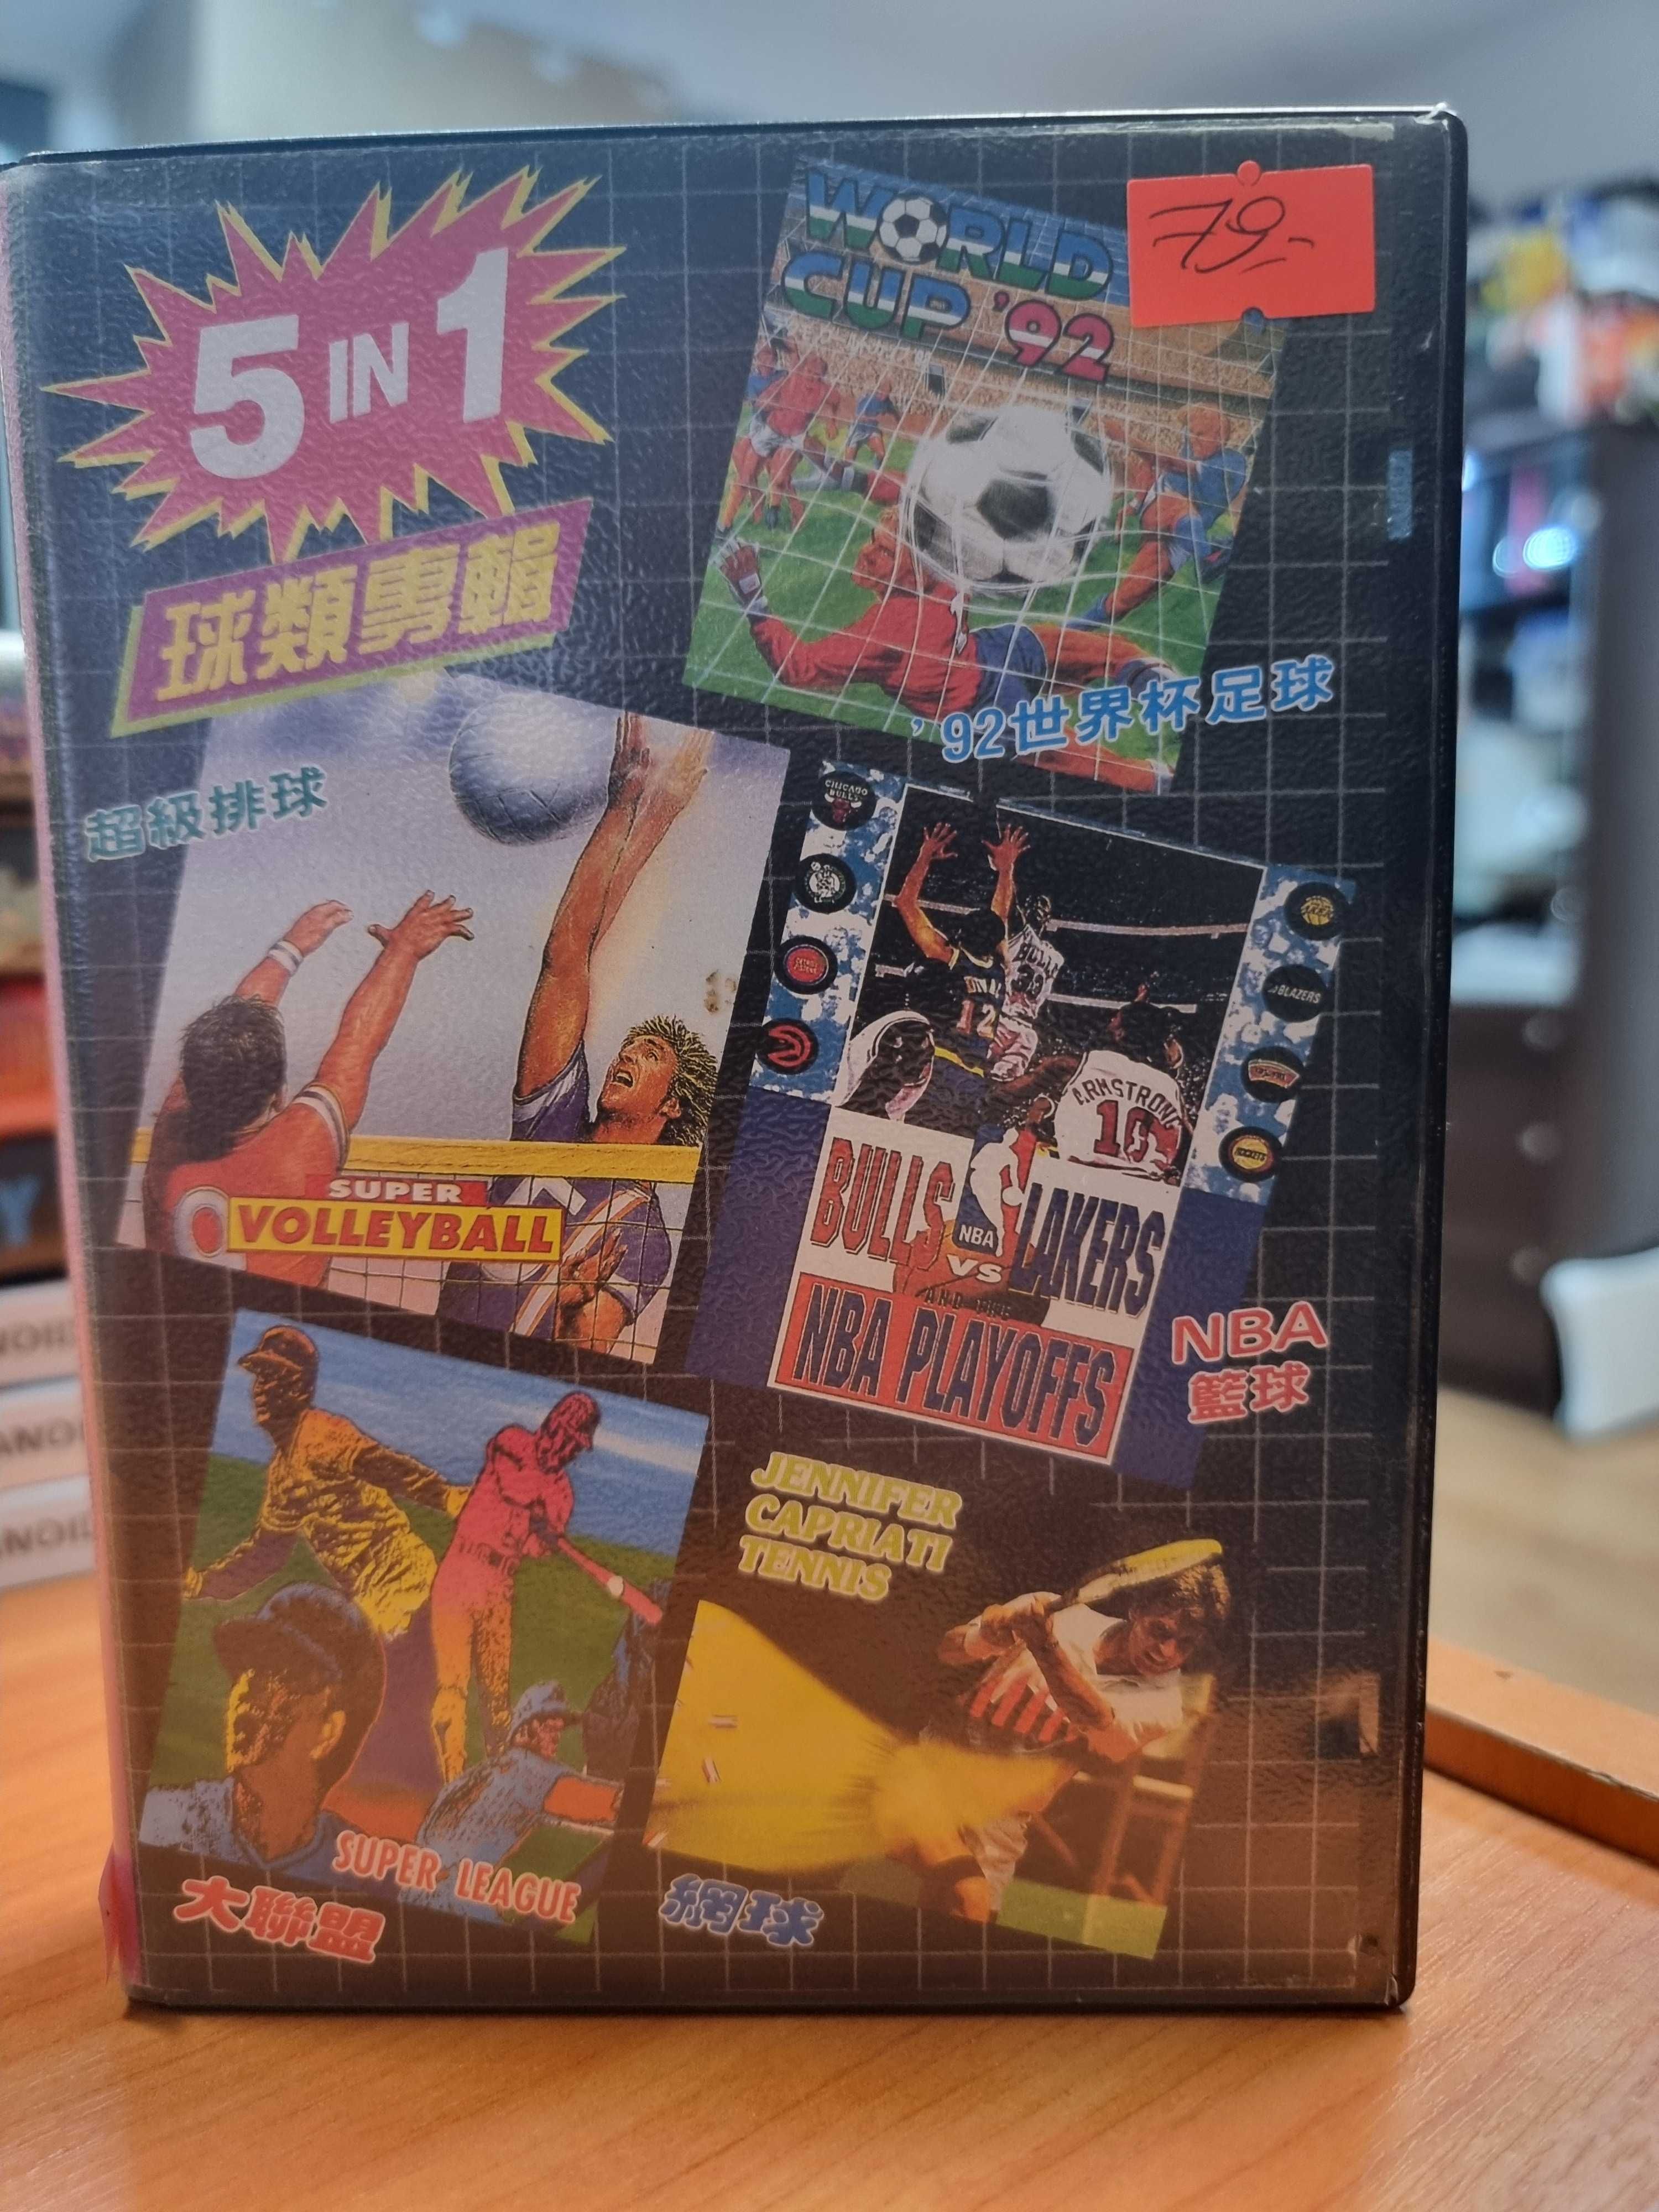 5 IN 1
球類專輯
WORLD
CUP '92
79.-
'92世界杯足球
超級排球
SUPER
VOLLEYBALL
CHICAGO
BULLS
BLAZERS
ROCKETS
DIVAC
12
BULLS
ARMSTRONG
10
BULLS
NBA
VS
LAKERS
AND THE
NBA PLAYOFFS
NBA
籃球
JENNIFER
CAPRIATI
TENNIS
SUPER LEAGUE
大聯盟
網球